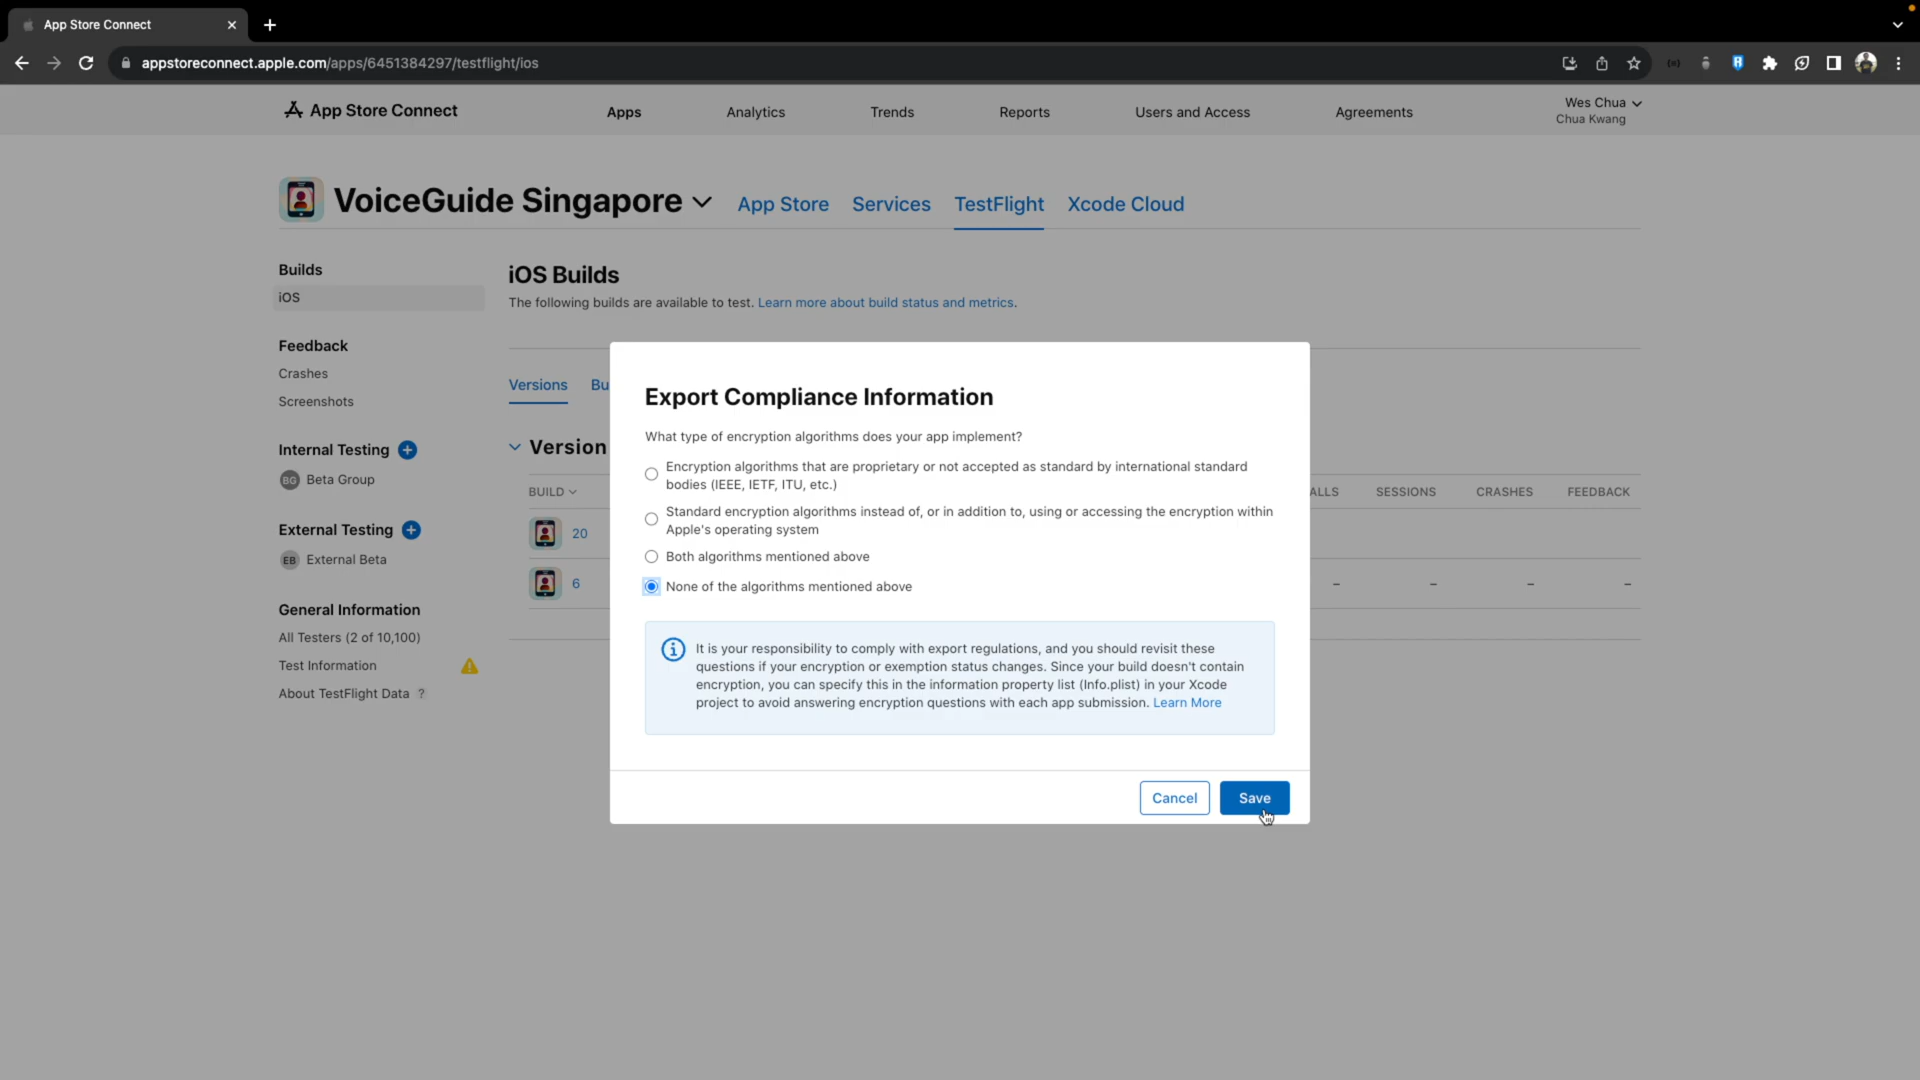 App Store Connect
appstoreconnect.apple.com/apps/6451384297/testflight/ios
App Store Connect
Apps
Analytics
Trends
Reports
Users and Access
Agreements
Wes Chua
Chua Kwang
VoiceGuide Singapore
App Store
Services
TestFlight
Xcode Cloud
Builds
iOS
Feedback
Crashes
Screenshots
Internal Testing
BG Beta Group
External Testing
EB External Beta
General Information
All Testers (2 of 10,100)
Test Information
About TestFlight Data ?
iOS Builds
The following builds are available to test. Learn more about build status and metrics.
Versions
Bu
Version
BUILD
ALLS
SESSIONS
CRASHES
FEEDBACK
20
6
–
–
–
–
Export Compliance Information
What type of encryption algorithms does your app implement?
Encryption algorithms that are proprietary or not accepted as standard by international standard
bodies (IEEE, IETF, ITU, etc.)
Standard encryption algorithms instead of, or in addition to, using or accessing the encryption within
Apple's operating system
Both algorithms mentioned above
None of the algorithms mentioned above
It is your responsibility to comply with export regulations, and you should revisit these
questions if your encryption or exemption status changes. Since your build doesn't contain
encryption, you can specify this in the information property list (Info.plist) in your Xcode
project to avoid answering encryption questions with each app submission. Learn More
Cancel
Save